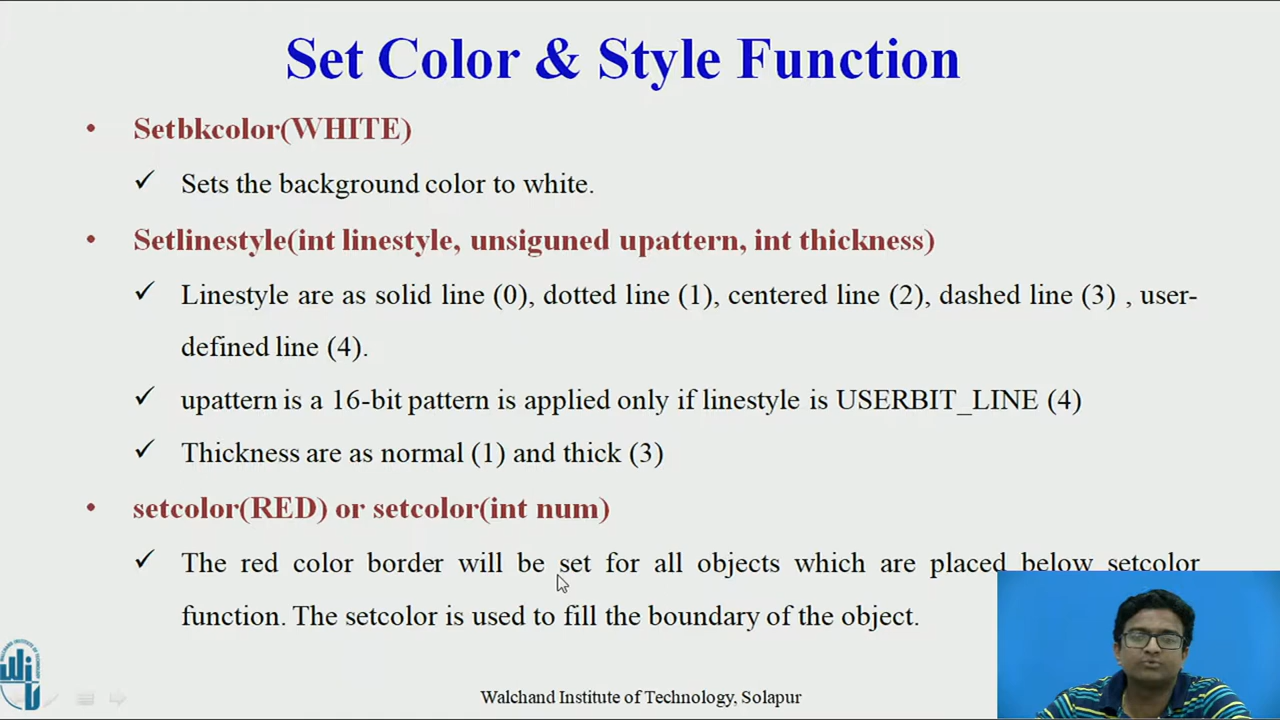 Set Color & Style Function
• Setbkcolor(WHITE)
✓ Sets the background color to white.
• Setlinestyle(int linestyle, unsiguned upattern, int thickness)
✓ Linestyle are as solid line (0), dotted line (1), centered line (2), dashed line (3) , user-
defined line (4).
✓ upattern is a 16-bit pattern is applied only if linestyle is USERBIT_LINE (4)
✓ Thickness are as normal (1) and thick (3)
• setcolor(RED) or setcolor(int num)
✓ The red color border will be set for all objects which are placed below setcolor
function. The setcolor is used to fill the boundary of the object.
Walchand Institute of Technology, Solapur